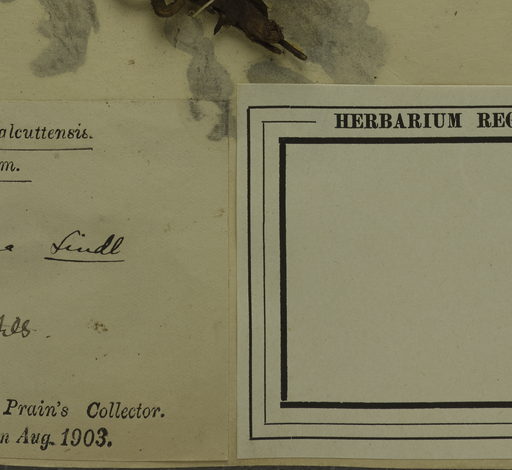 alcuttensis.
m.
a Lindl
Prain's Collector.
n Aug. 1903.
HERBARIUM REG